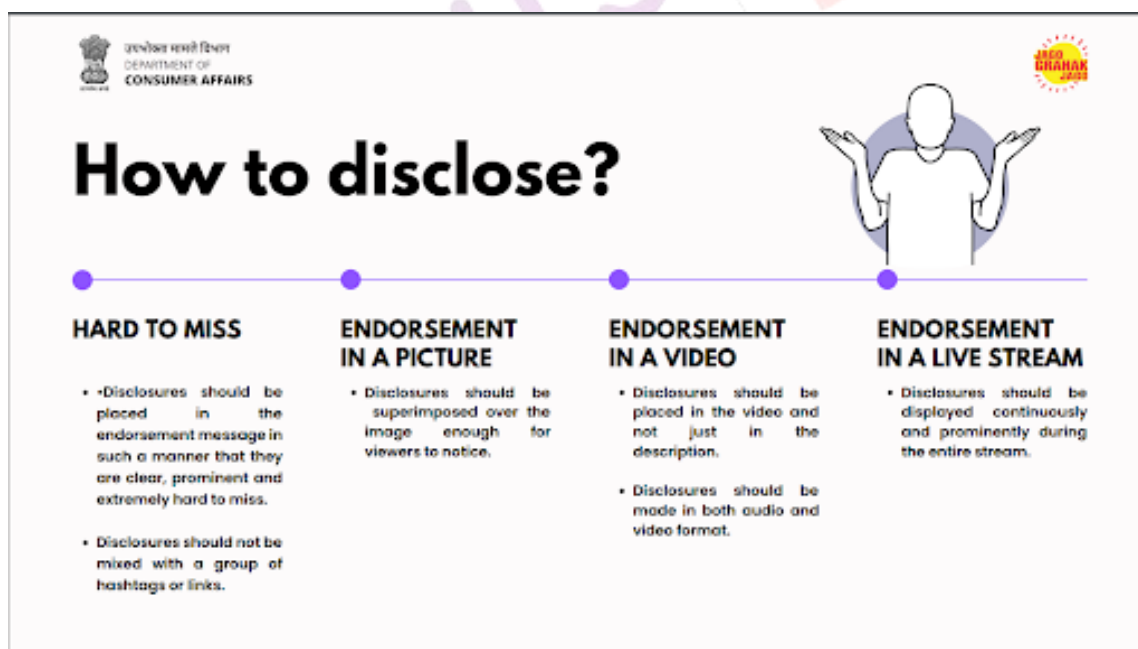 उपभोक्ता मामले विभाग
DEPARTMENT OF
CONSUMER AFFAIRS
JAGO
GRAHAK
JAGO
How to disclose?
HARD TO MISS
• •Disclosures should be
placed in the
endorsement message in
such a manner that they
are clear, prominent and
extremely hard to miss.
• Disclosures should not be
mixed with a group of
hashtags or links.
ENDORSEMENT
IN A PICTURE
• Disclosures should be
superimposed over the
image enough for
viewers to notice.
ENDORSEMENT
IN A VIDEO
• Disclosures should be
placed in the video and
not just in the
description.
• Disclosures should be
made in both audio and
video format.
ENDORSEMENT
IN A LIVE STREAM
• Disclosures should be
displayed continuously
and prominently during
the entire stream.